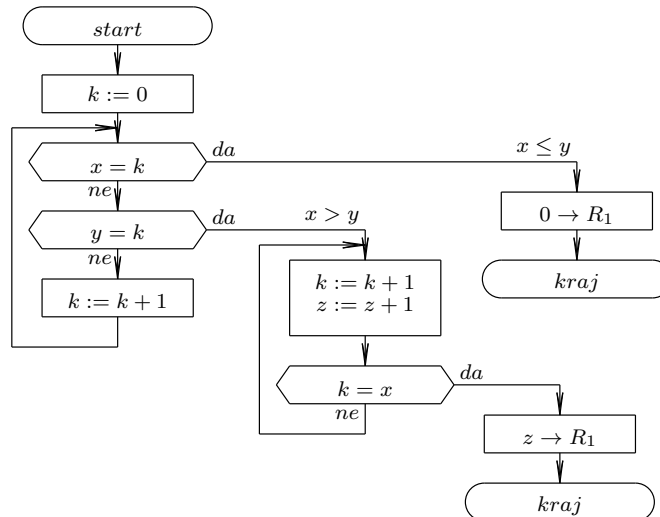 start
k := 0
x = k
da
x ≤ y
ne
0 → R₁
y = k
da
x > y
ne
kraj
k := k + 1
k := k + 1
z := z + 1
k = x
da
ne
z → R₁
kraj